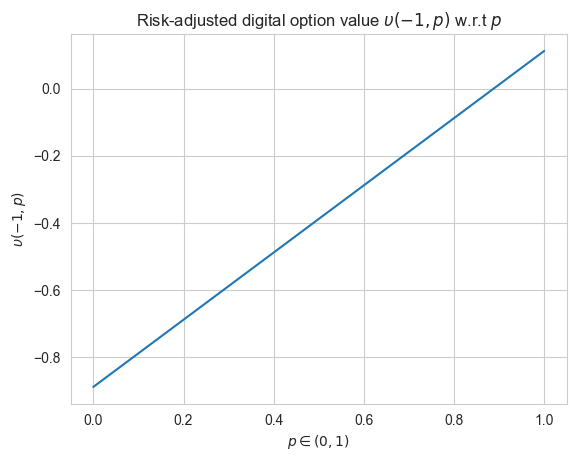 Risk-adjusted digital option value υ(−1, p) w.r.t p
υ(−1, p)
0.0
−0.2
−0.4
−0.6
−0.8
0.0 0.2 0.4 0.6 0.8 1.0
p ∈ (0, 1)